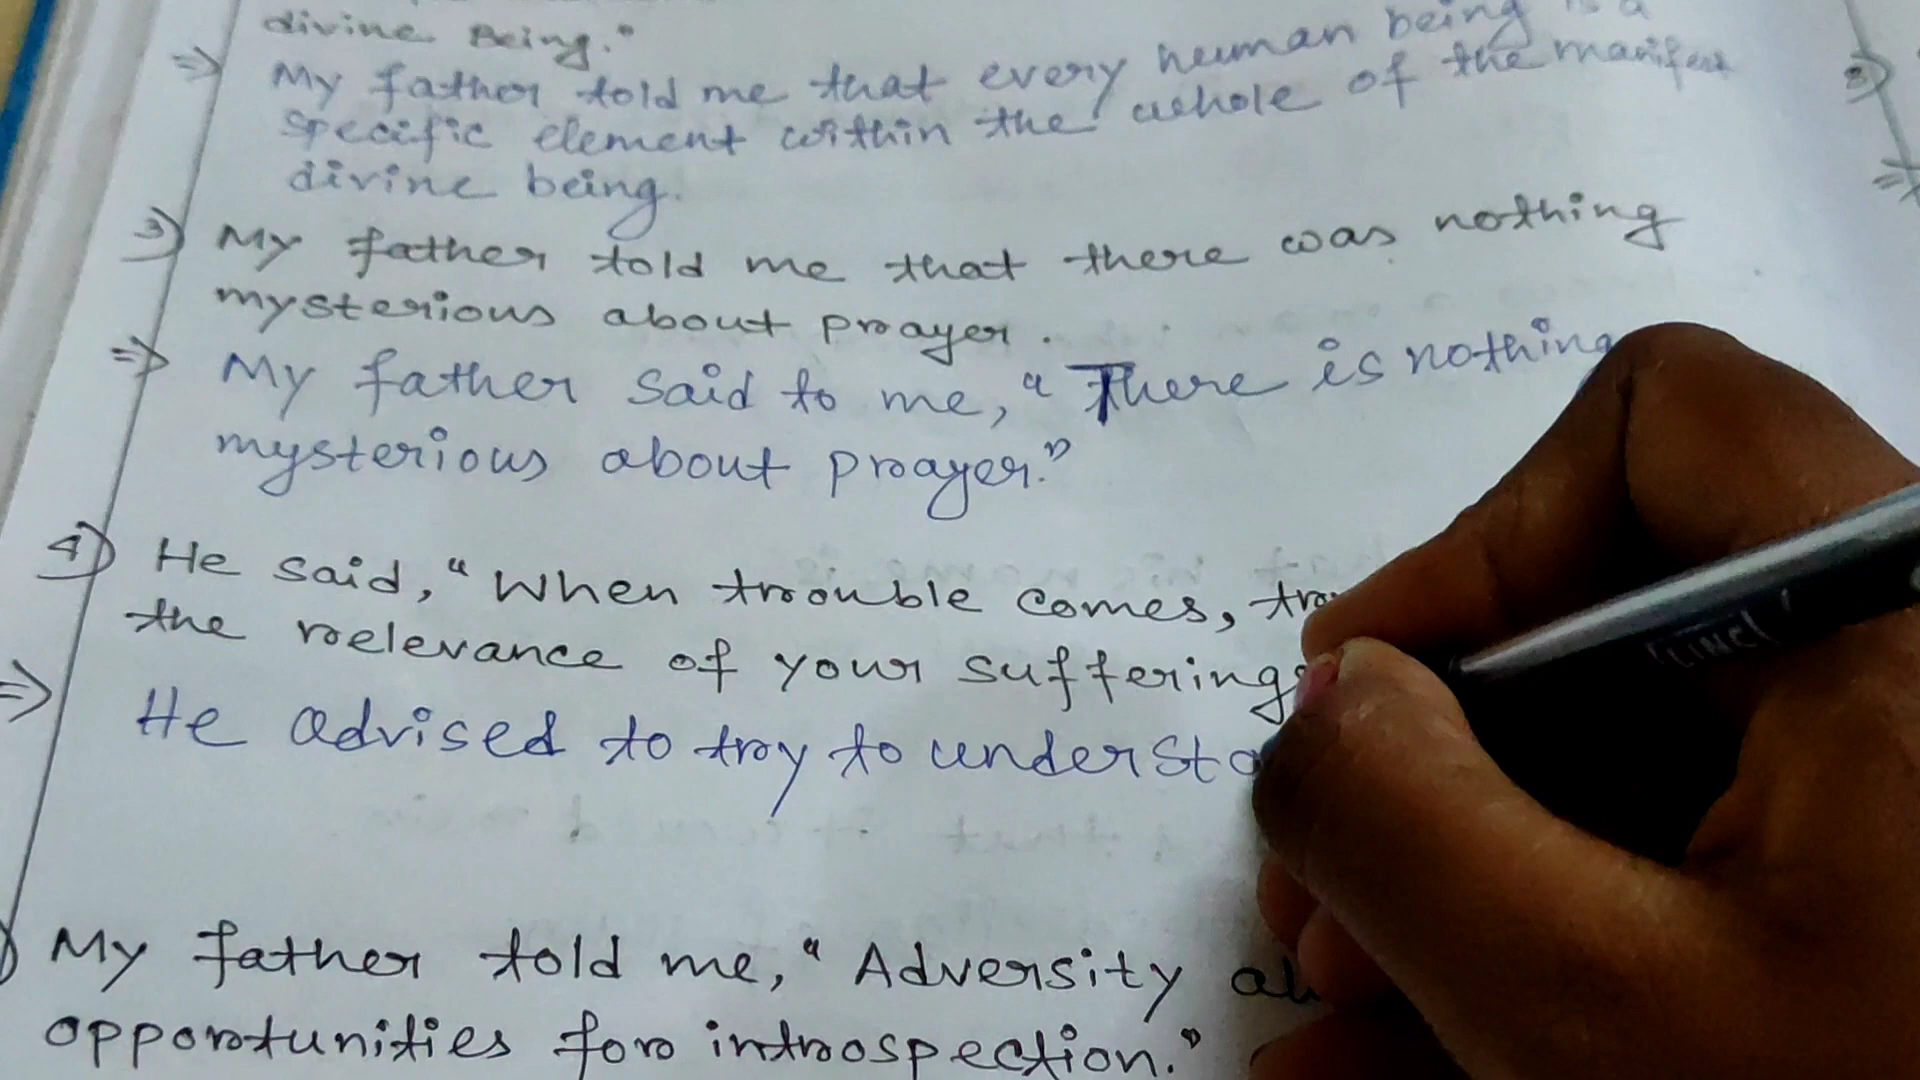 divine Being."
=> My father told me that every human being is a
specific element within the whole of the manifest
divine being.
3) My father told me that there was nothing
mysterious about prayer.
=> My father said to me, "There is nothing
mysterious about prayer."
4) He said, "When trouble comes,
the relevance of your sufferings
=> He advised to try to understa
My father told me, "Adversity
opportunities for introspection."